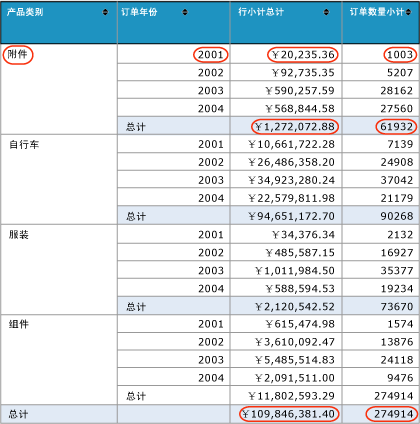 产品类别 订单年份 行小计总计 订单数量小计
附件 2001 ￥20,235.36 1003
2002 ￥92,735.35 5207
2003 ￥590,257.59 28162
2004 ￥568,844.58 27560
总计 ￥1,272,072.88 61932
自行车 2001 ￥10,661,722.28 7139
2002 ￥26,486,358.20 24908
2003 ￥34,923,280.24 37042
2004 ￥22,579,811.98 21179
总计 ￥94,651,172.70 90268
服装 2001 ￥34,376.34 2132
2002 ￥485,587.15 16927
2003 ￥1,011,984.50 35377
2004 ￥588,594.53 19234
总计 ￥2,120,542.52 73670
组件 2001 ￥615,474.98 1574
2002 ￥3,610,092.47 13876
2003 ￥5,485,514.83 24118
2004 ￥2,091,511.00 9476
总计 ￥11,802,593.29 274914
总计 ￥109,846,381.40 274914